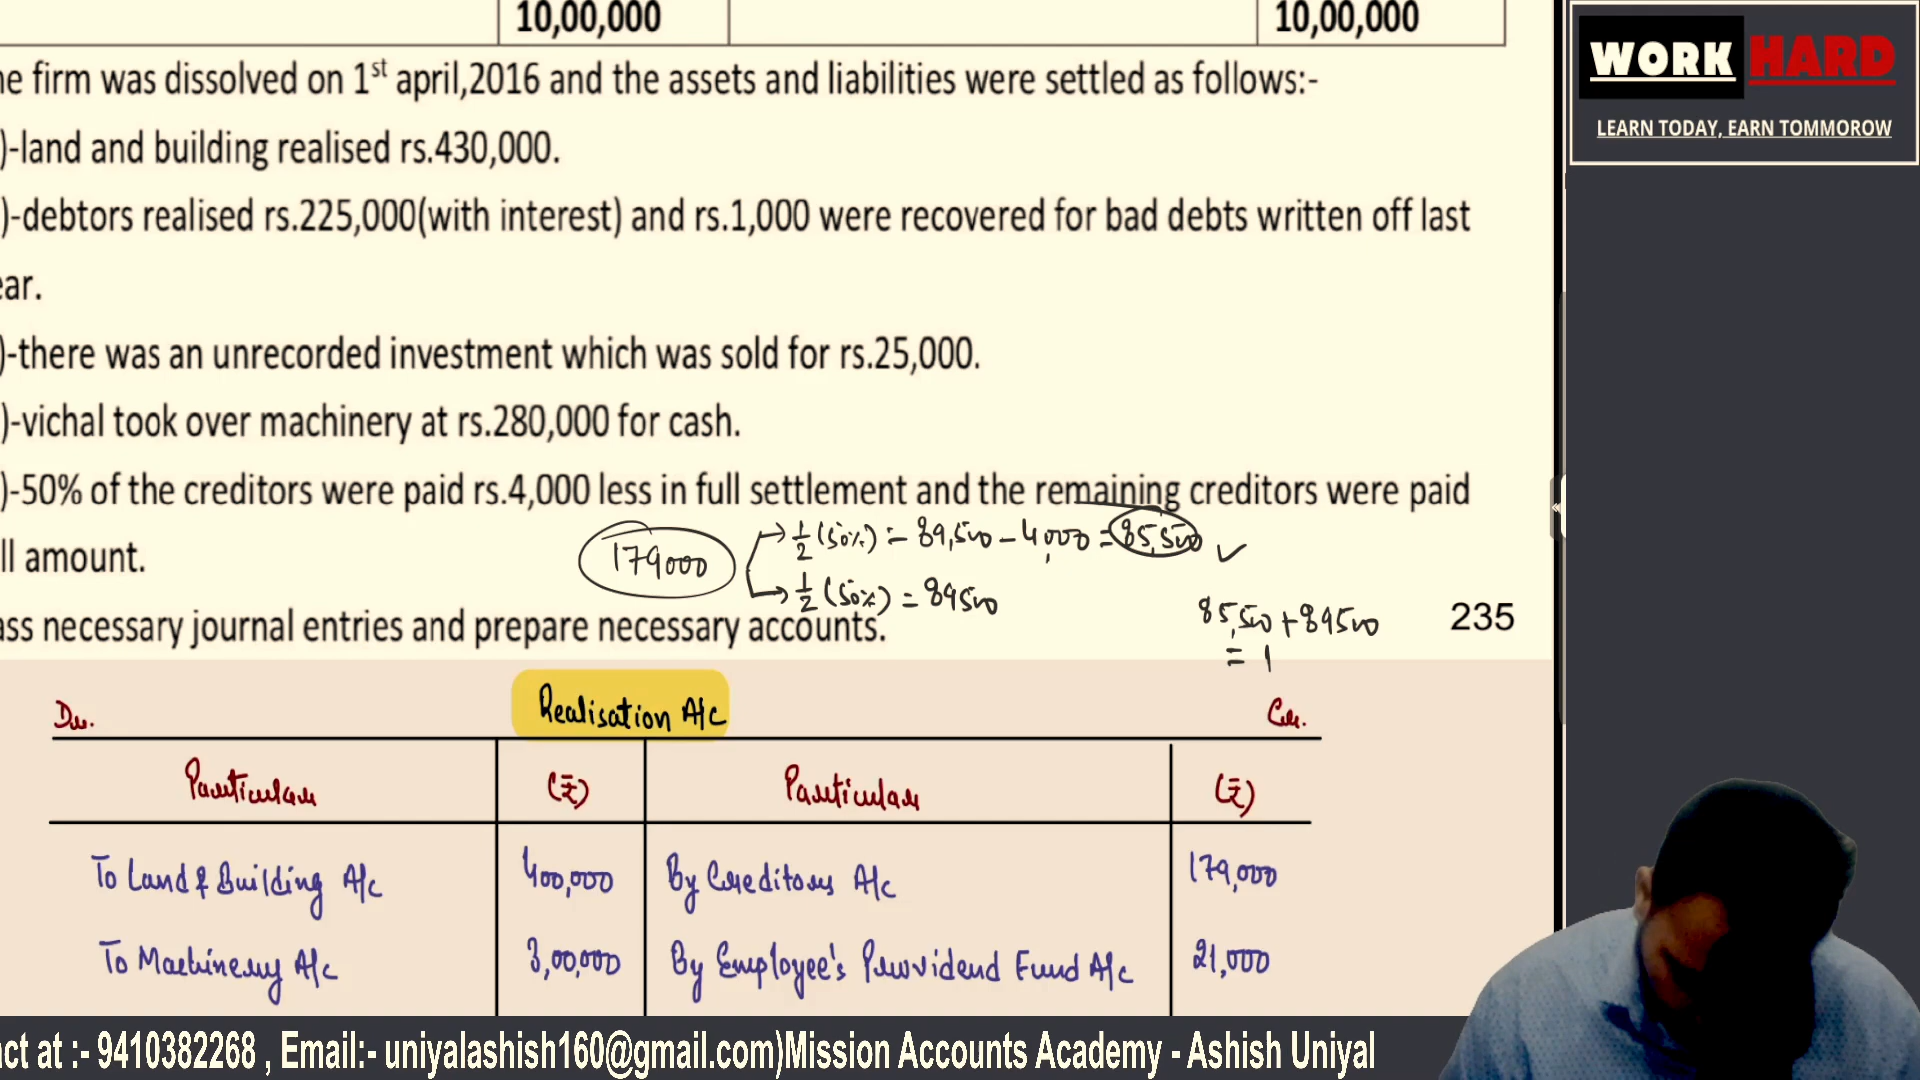 10,00,000 10,00,000
WORK HARD
LEARN TODAY, EARN TOMMOROW
he firm was dissolved on 1st april,2016 and the assets and liabilities were settled as follows:-
)-land and building realised rs.430,000.
)-debtors realised rs.225,000(with interest) and rs.1,000 were recovered for bad debts written off last
ear.
)-there was an unrecorded investment which was sold for rs.25,000.
)-vichal took over machinery at rs.280,000 for cash.
)-50% of the creditors were paid rs.4,000 less in full settlement and the remaining creditors were paid
ll amount.
179000
→ 1/2 (50%) = 89,500 - 4,000 = 85,500 ✓
→ 1/2 (50%) = 89500
ass necessary journal entries and prepare necessary accounts.
85,500 + 89500
= 1
235
Dr. Realisation A/c Cr.
Particulars (₹) Particulars (₹)
To Land & Building A/c 400,000 By Creditors A/c 179,000
To Machinery A/c 3,00,000 By Employee's Providend Fund A/c 21,000
act at :- 9410382268 , Email:- uniyalashish160@gmail.com)Mission Accounts Academy - Ashish Uniyal